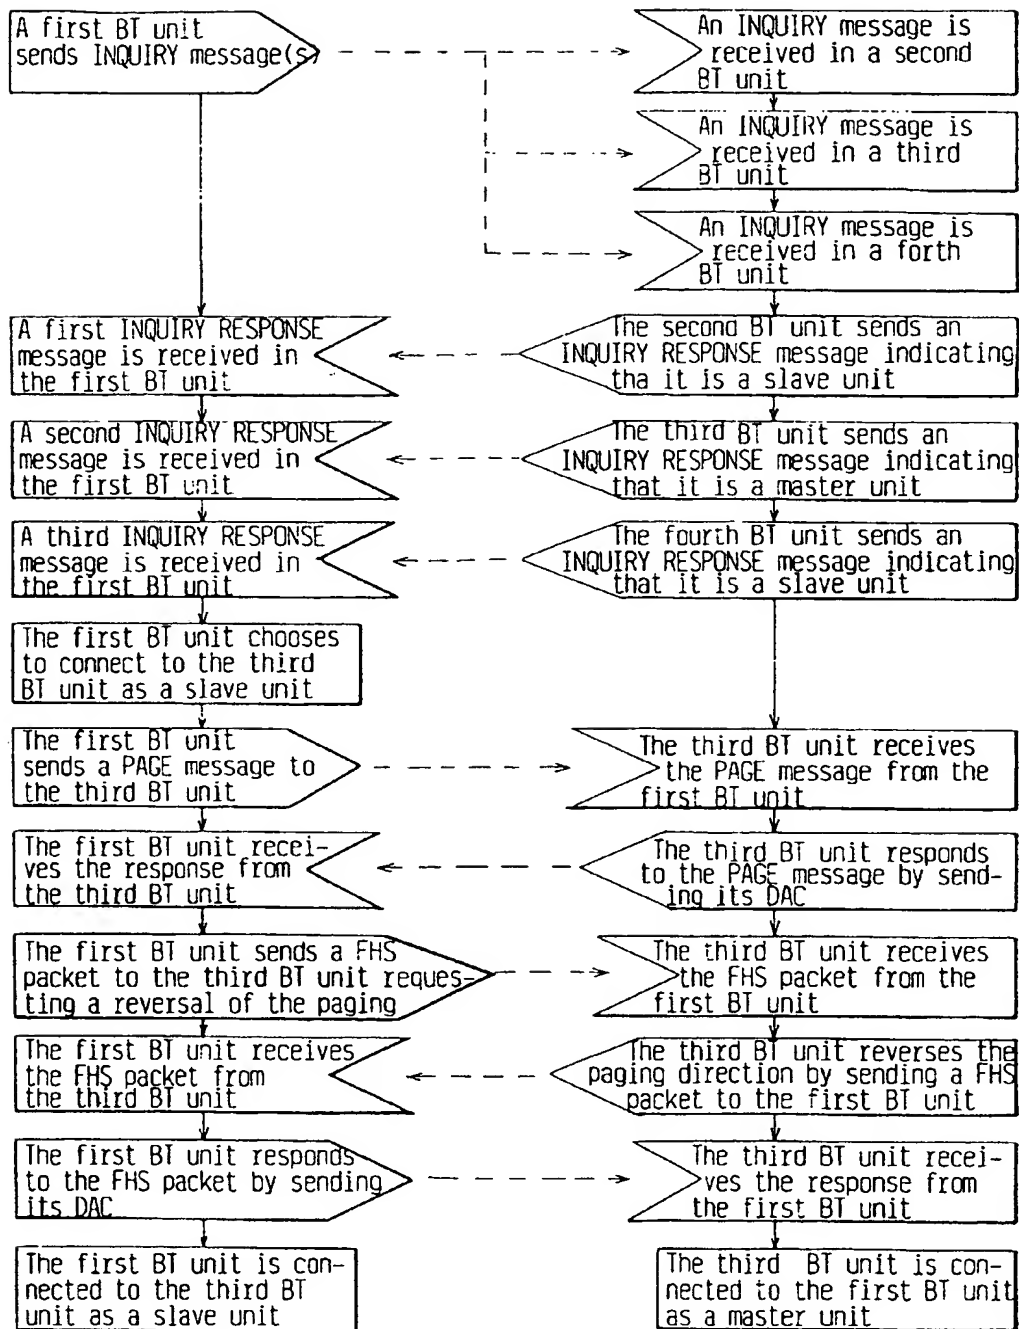 A first BT unit
sends INQUIRY message(s)
An INQUIRY message is
received in a second
BT unit
An INQUIRY message is
received in a third
BT unit
An INQUIRY message is
received in a forth
BT unit
A first INQUIRY RESPONSE
message is received in
the first BT unit
The second BT unit sends an
INQUIRY RESPONSE message indicating
tha it is a slave unit
A second INQUIRY RESPONSE
message is received in
the first BT unit
The third BT unit sends an
INQUIRY RESPONSE message indicating
that it is a master unit
A third INQUIRY RESPONSE
message is received in
the first BT unit
The fourth BT unit sends an
INQUIRY RESPONSE message indicating
that it is a slave unit
The first BT unit chooses
to connect to the third
BT unit as a slave unit
The first BT unit
sends a PAGE message to
the third BT unit
The third BT unit receives
the PAGE message from the
first BT unit
The first BT unit recei-
ves the response from
the third BT unit
The third BT unit responds
to the PAGE message by send-
ing its DAC
The first BT unit sends a FHS
packet to the third BT unit reques-
ting a reversal of the paging
The third BT unit receives
the FHS packet from the
first BT unit
The first BT unit receives
the FHS packet from
the third BT unit
The third BT unit reverses the
paging direction by sending a FHS
packet to the first BT unit
The first BT unit responds
to the FHS packet by sending
its DAC
The third BT unit recei-
ves the response from
the first BT unit
The first BT unit is con-
nected to the third BT
unit as a slave unit
The third BT unit is con-
nected to the first BT unit
as a master unit